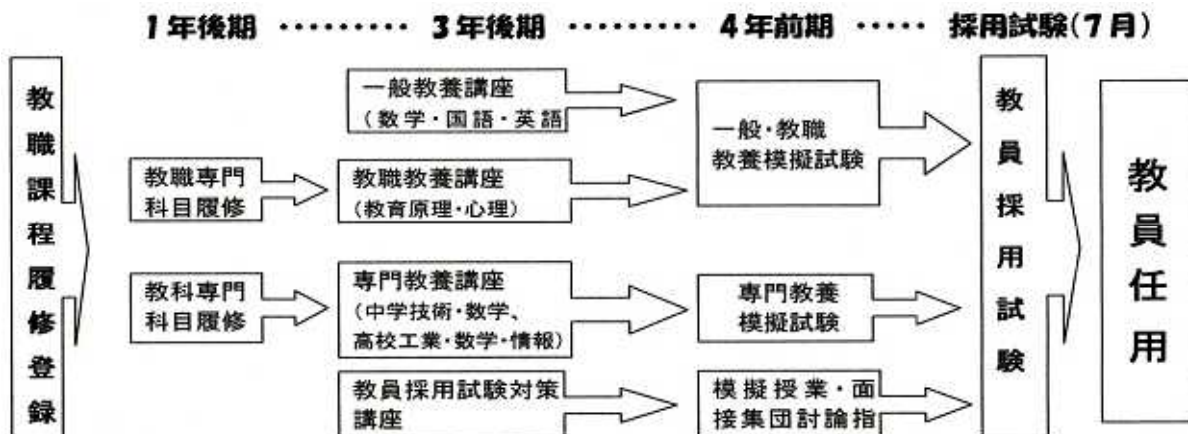 1年後期 ········· 3年後期 ········· 4年前期 ····· 採用試験(7月)
教職課程履修登録
一般教養講座
(数学・国語・英語
教職専門
科目履修
教職教養講座
(教育原理・心理)
一般・教職
教養模擬試験
教科専門
科目履修
専門教養講座
(中学技術・数学、
高校工業・数学・情報)
専門教養
模擬試験
教員採用試験対策
講座
模擬授業・面
接集団討論指
教員採用試験
教員任用